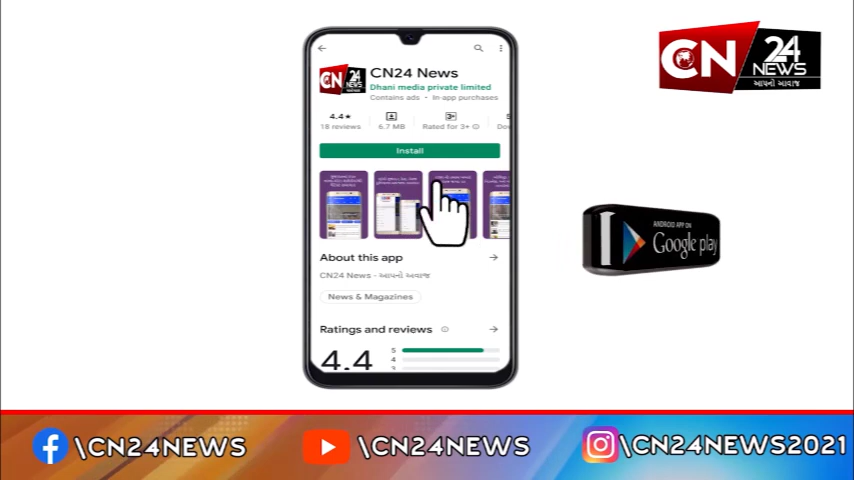 CN24 News
Dhani media private limited
Contains ads • In-app purchases
4.4★
18 reviews
6.7 MB
3+
Rated for 3+
Install
About this app
CN24 News - આપનો અવાજ
News & Magazines
Ratings and reviews
4.4
5
4
3
CN 24
NEWS
આપનો અવાજ
ANDROID APP ON
Google play
\CN24NEWS
\CN24NEWS
\CN24NEWS2021